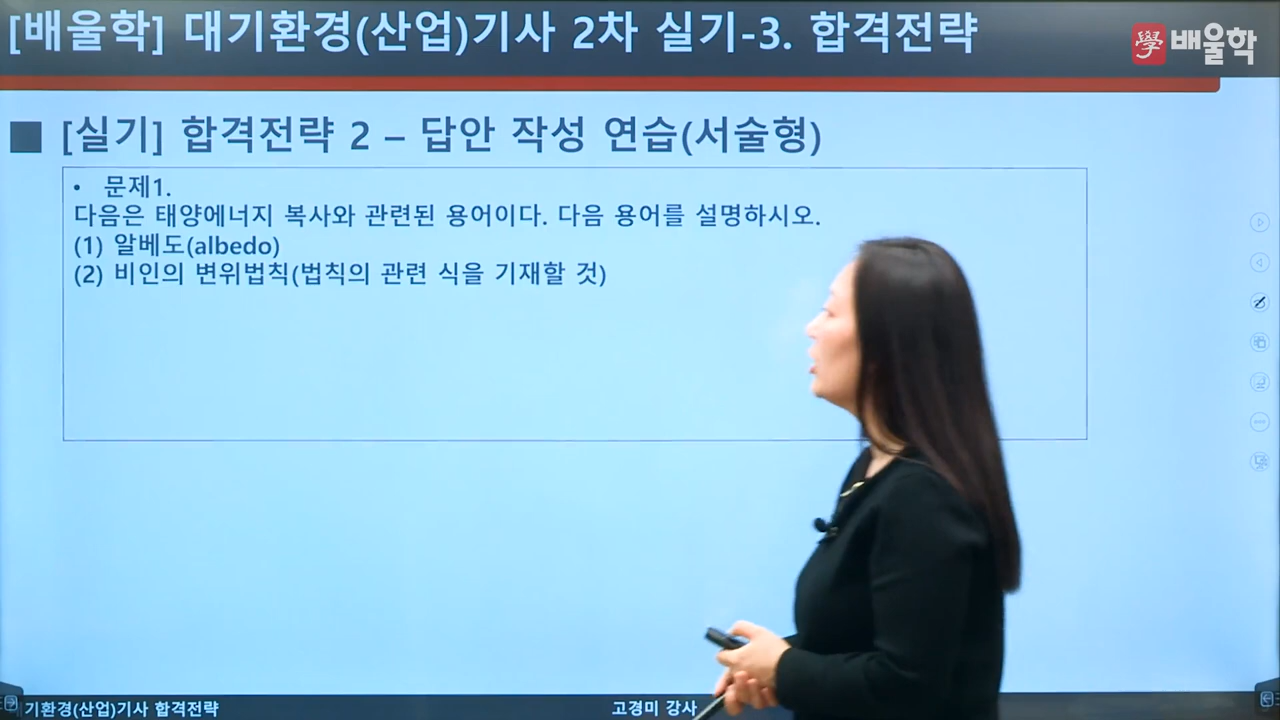 [배울학] 대기환경(산업)기사 2차 실기-3. 합격전략
學 배울학
■ [실기] 합격전략 2 – 답안 작성 연습(서술형)
• 문제1.
다음은 태양에너지 복사와 관련된 용어이다. 다음 용어를 설명하시오.
(1) 알베도(albedo)
(2) 비인의 변위법칙(법칙의 관련 식을 기재할 것)
기환경(산업)기사 합격전략
고경미 강사